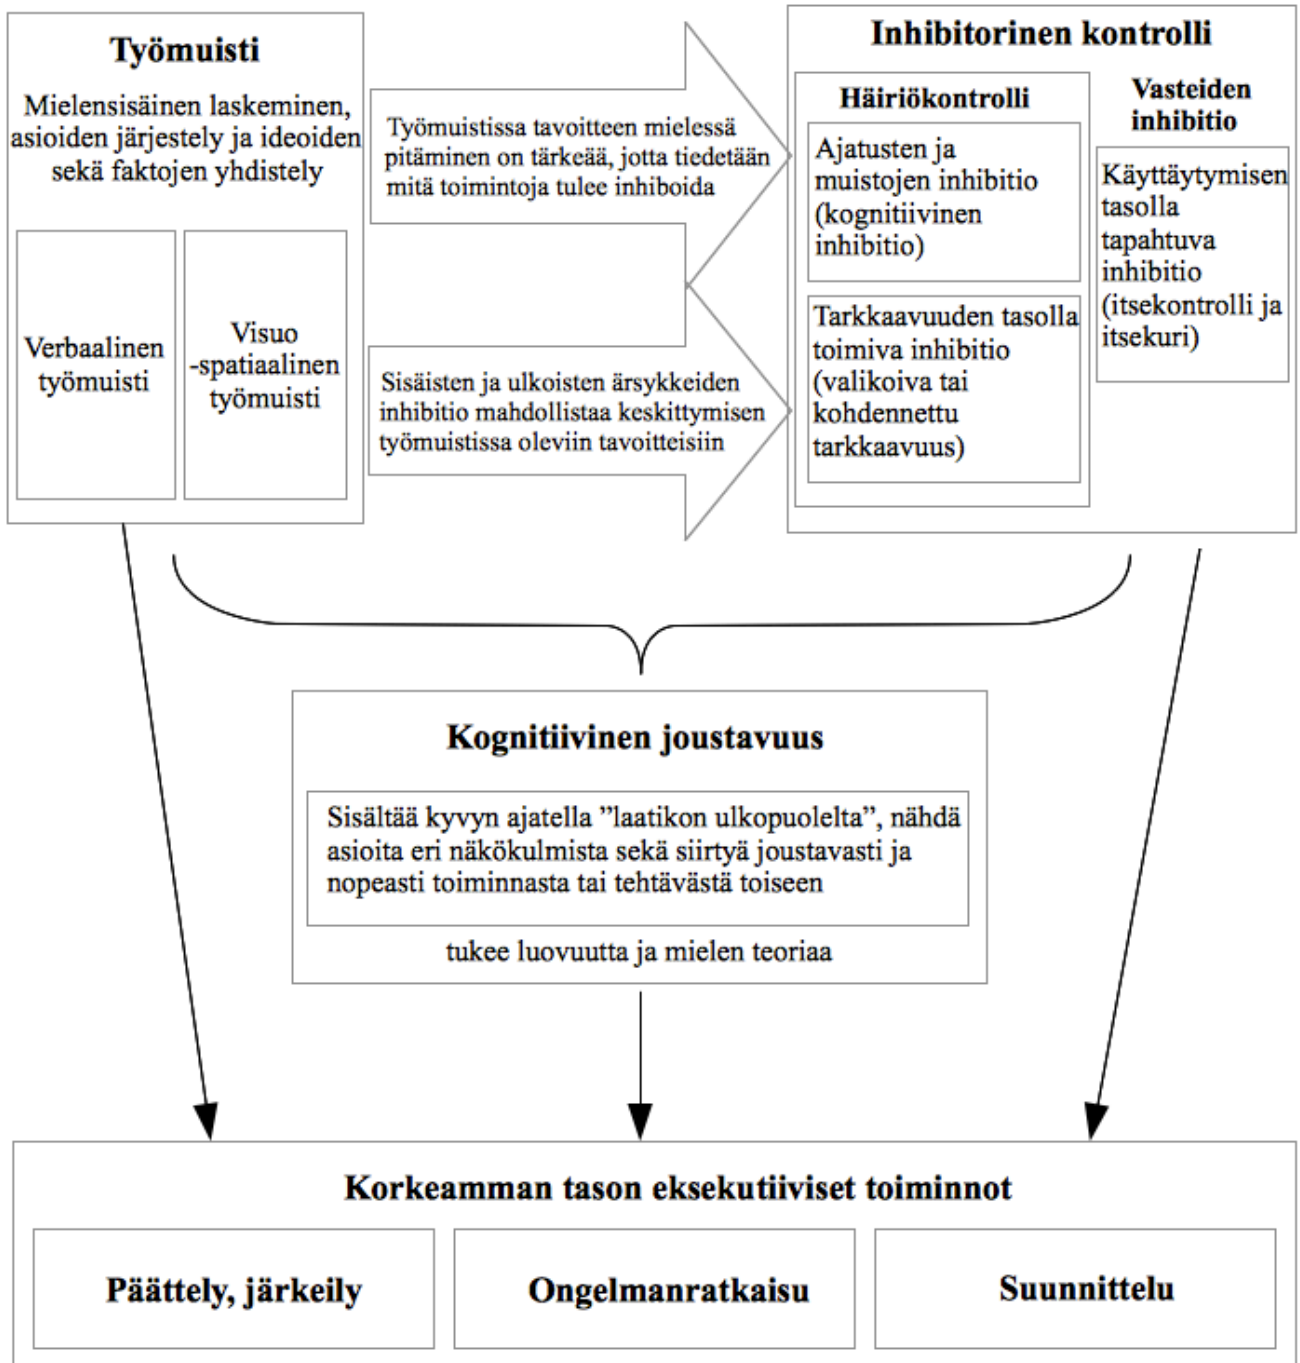 Työmuisti
Mielensisäinen laskeminen,
asioiden järjestely ja ideoiden
sekä faktojen yhdistely
Verbaalinen
työmuisti
Visuo
-spatiaalinen
työmuisti
Työmuistissa tavoitteen mielessä
pitäminen on tärkeää, jotta tiedetään
mitä toimintoja tulee inhiboida
Sisäisten ja ulkoisten ärsykkeiden
inhibitio mahdollistaa keskittymisen
työmuistissa oleviin tavoitteisiin
Inhibitorinen kontrolli
Häiriökontrolli
Ajatusten ja
muistojen inhibitio
(kognitiivinen
inhibitio)
Tarkkaavuuden tasolla
toimiva inhibitio
(valikoiva tai
kohdennettu
tarkkaavuus)
Vasteiden
inhibitio
Käyttäytymisen
tasolla
tapahtuva
inhibitio
(itsekontrolli ja
itsekuri)
Kognitiivinen joustavuus
Sisältää kyvyn ajatella ”laatikon ulkopuolelta”, nähdä
asioita eri näkökulmista sekä siirtyä joustavasti ja
nopeasti toiminnasta tai tehtävästä toiseen
tukee luovuutta ja mielen teoriaa
Korkeamman tason eksekutiiviset toiminnot
Päättely, järkeily
Ongelmanratkaisu
Suunnittelu